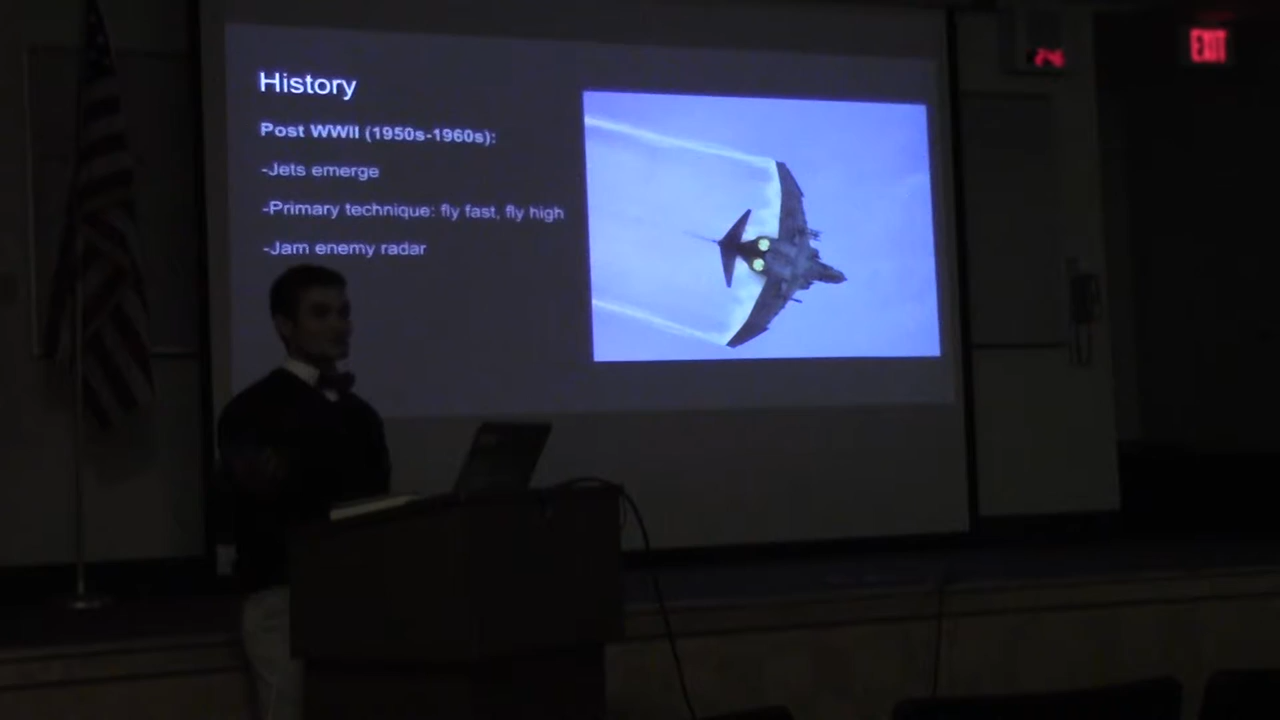 History
Post WWII (1950s-1960s):
-Jets emerge
-Primary technique: fly fast, fly high
-Jam enemy radar
EXIT